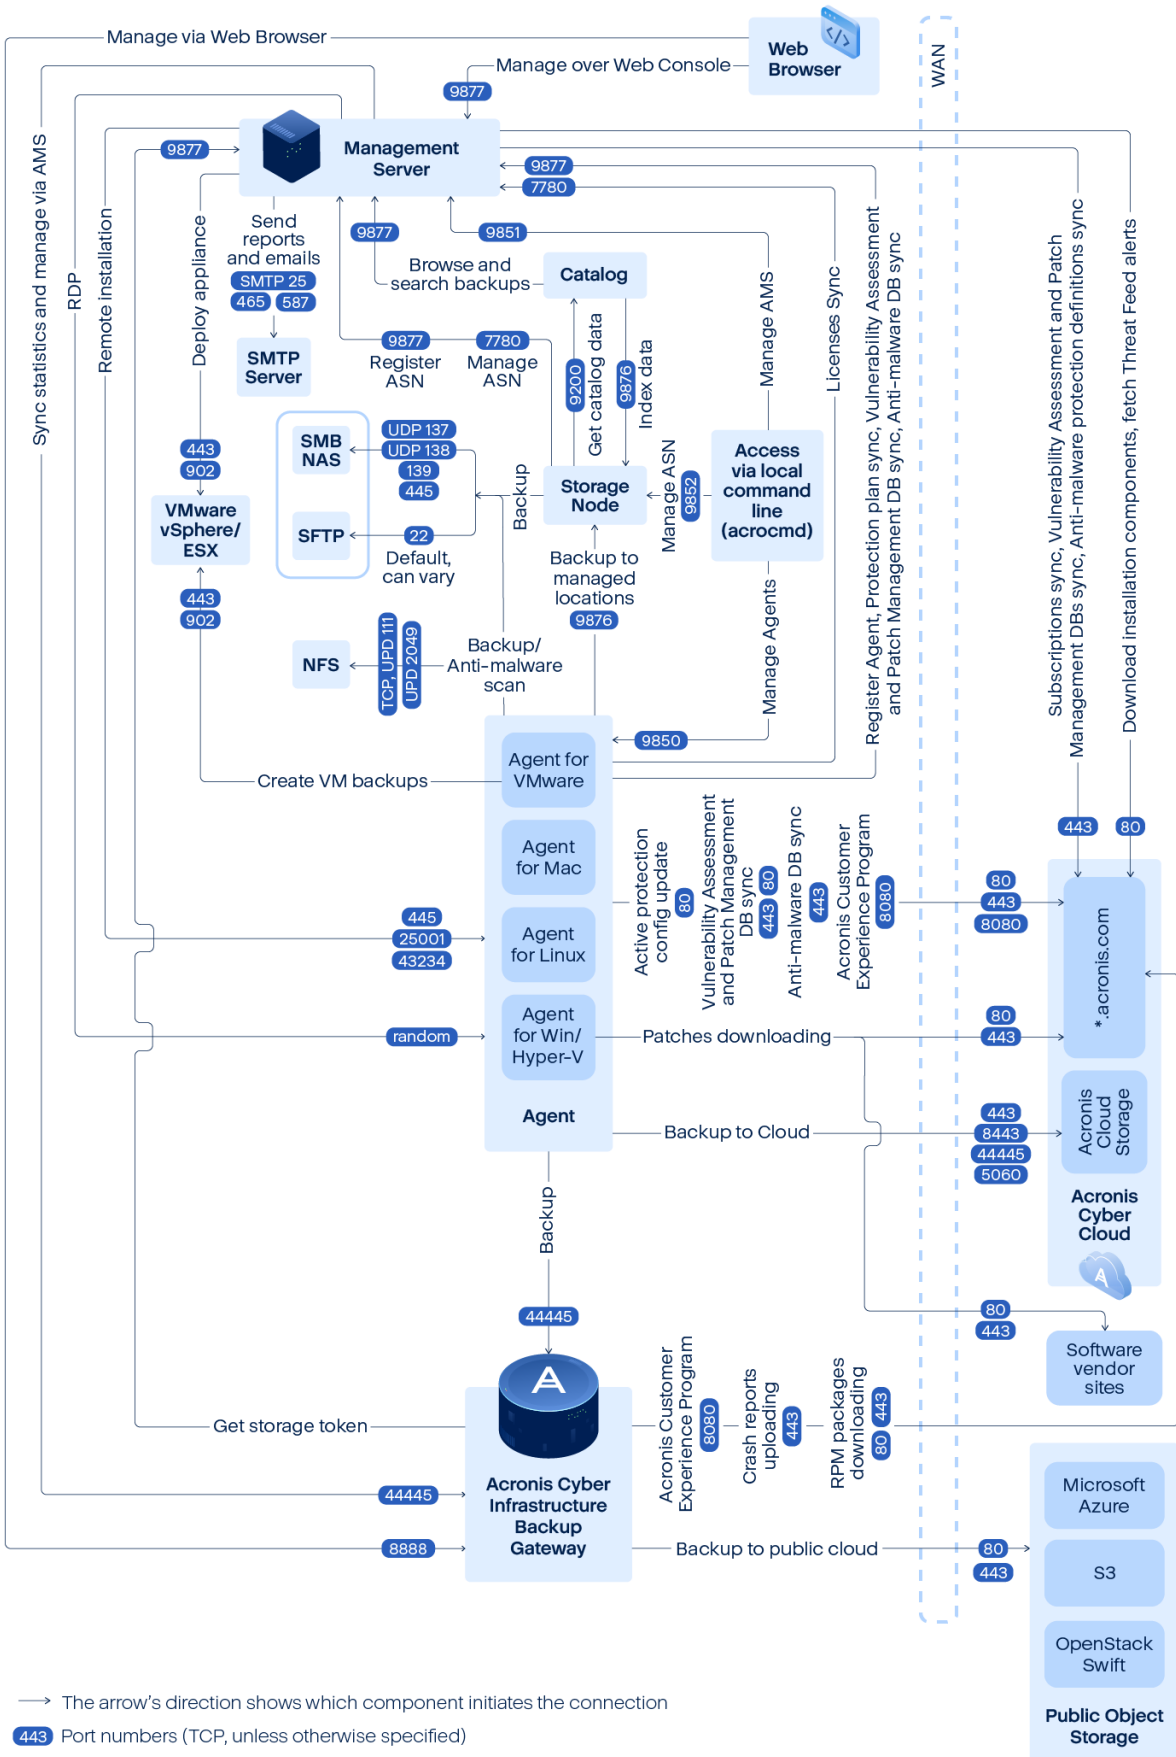 Manage via Web Browser
Web
Browser
</>
WAN
Manage over Web Console
9877
Management
Server
9877
9877
7780
Sync statistics and manage via AMS
RDP
Remote installation
Deploy appliance
Send
reports
and emails
SMTP 25
465 587
SMTP
Server
9877
9851
Browse and
search backups
Catalog
9877
Register
ASN
7780
Manage
ASN
9200
Get catalog data
9876
Index data
Manage AMS
Licenses Sync
Register Agent, Protection plan sync, Vulnerability Assessment
and Patch Management DB sync, Anti-malware DB sync
Subscriptions sync, Vulnerability Assessment and Patch
Management DBs sync, Anti-malware protection definitions sync
Download installation components, fetch Threat Feed alerts
443
902
VMware
vSphere/
ESX
443
902
SMB
NAS
UDP 137
UDP 138
139
445
SFTP
22
Default,
can vary
Backup
Storage
Node
Manage ASN
9852
Access
via local
command
line
(acrocmd)
Backup to
managed
locations
9876
NFS
TCP, UPD 111
UPD 2049
Backup/
Anti-malware
scan
Manage Agents
9850
Create VM backups
Agent for
VMware
Agent
for Mac
Agent
for Linux
Agent
for Win/
Hyper-V
Agent
445
25001
43234
random
Active protection
config update
80
Vulnerability Assessment
and Patch Management
DB sync
443 80
Anti-malware DB sync
443
Acronis Customer
Experience Program
8080
443
80
80
443
8080
*.acronis.com
Patches downloading
80
443
Backup to Cloud
443
8443
44445
5060
Acronis
Cloud
Storage
Acronis
Cyber
Cloud
Backup
44445
80
443
Software
vendor
sites
Get storage token
Acronis Cyber
Infrastructure
Backup
Gateway
44445
8888
Acronis Customer
Experience Program
8080
Crash reports
uploading
443
RPM packages
downloading
80 443
Backup to public cloud
80
443
Microsoft
Azure
S3
OpenStack
Swift
Public Object
Storage
The arrow's direction shows which component initiates the connection
443 Port numbers (TCP, unless otherwise specified)